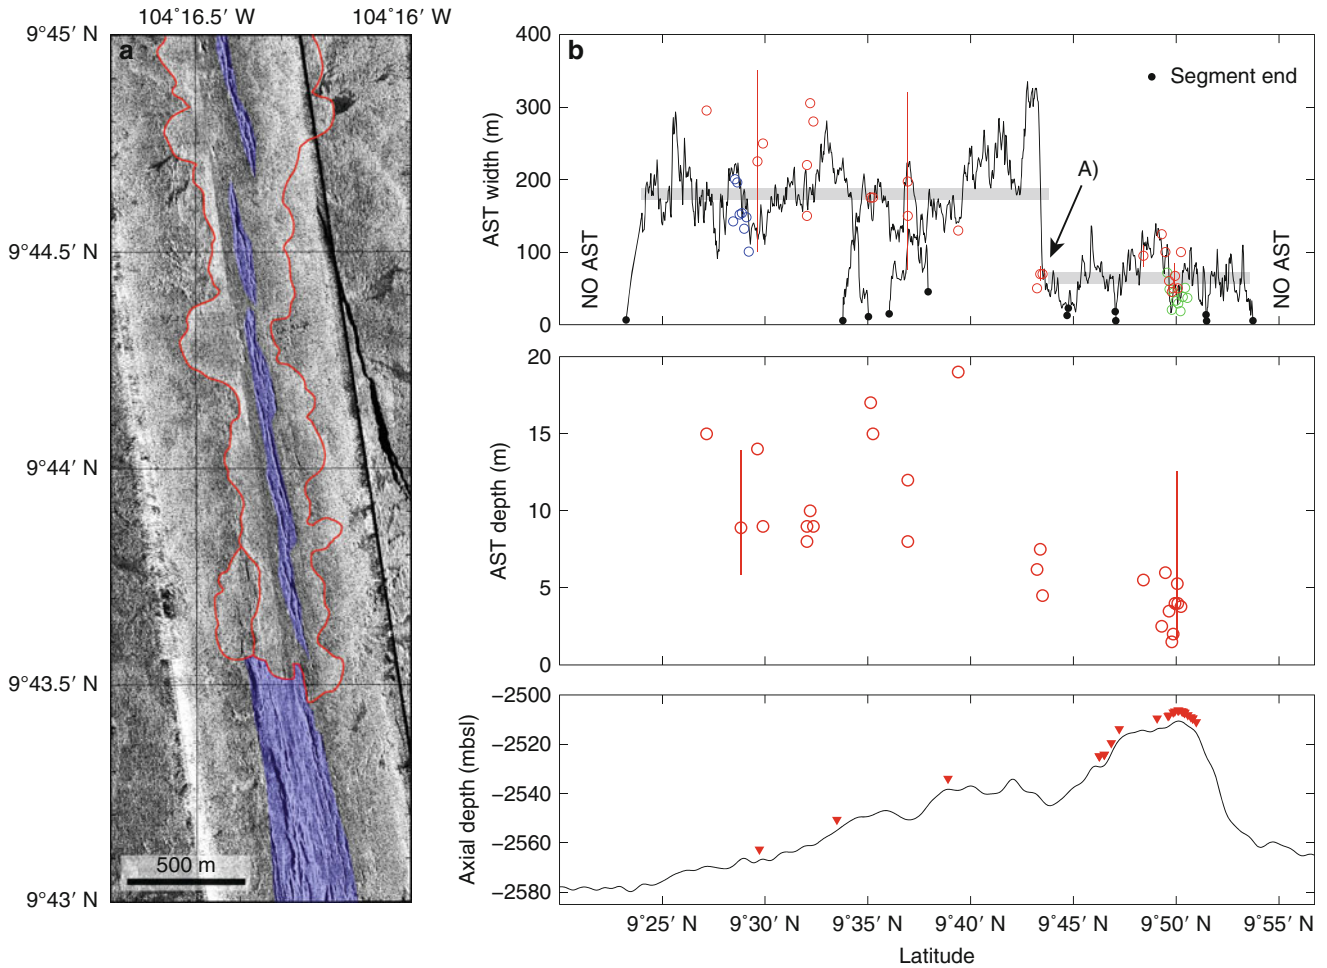 104°16.5′ W 104°16′ W
a
9°45′ N
9°44.5′ N
9°44′ N
9°43.5′ N
9°43′ N
500 m
b
AST width (m)
400
300
200
100
0
Segment end
A)
NO AST
NO AST
AST depth (m)
20
15
10
5
0
Axial depth (mbsl)
−2500
−2520
−2540
−2560
−2580
9°25′ N 9°30′ N 9°35′ N 9°40′ N 9°45′ N 9°50′ N 9°55′ N
Latitude